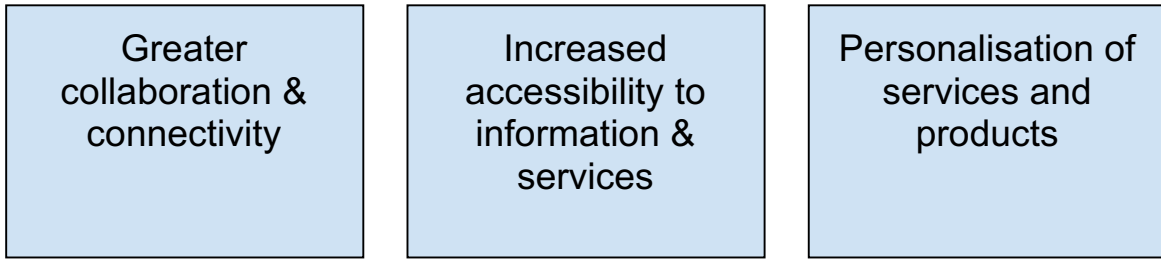 Greater
collaboration &
connectivity
Increased
accessibility to
information &
services
Personalisation of
services and
products